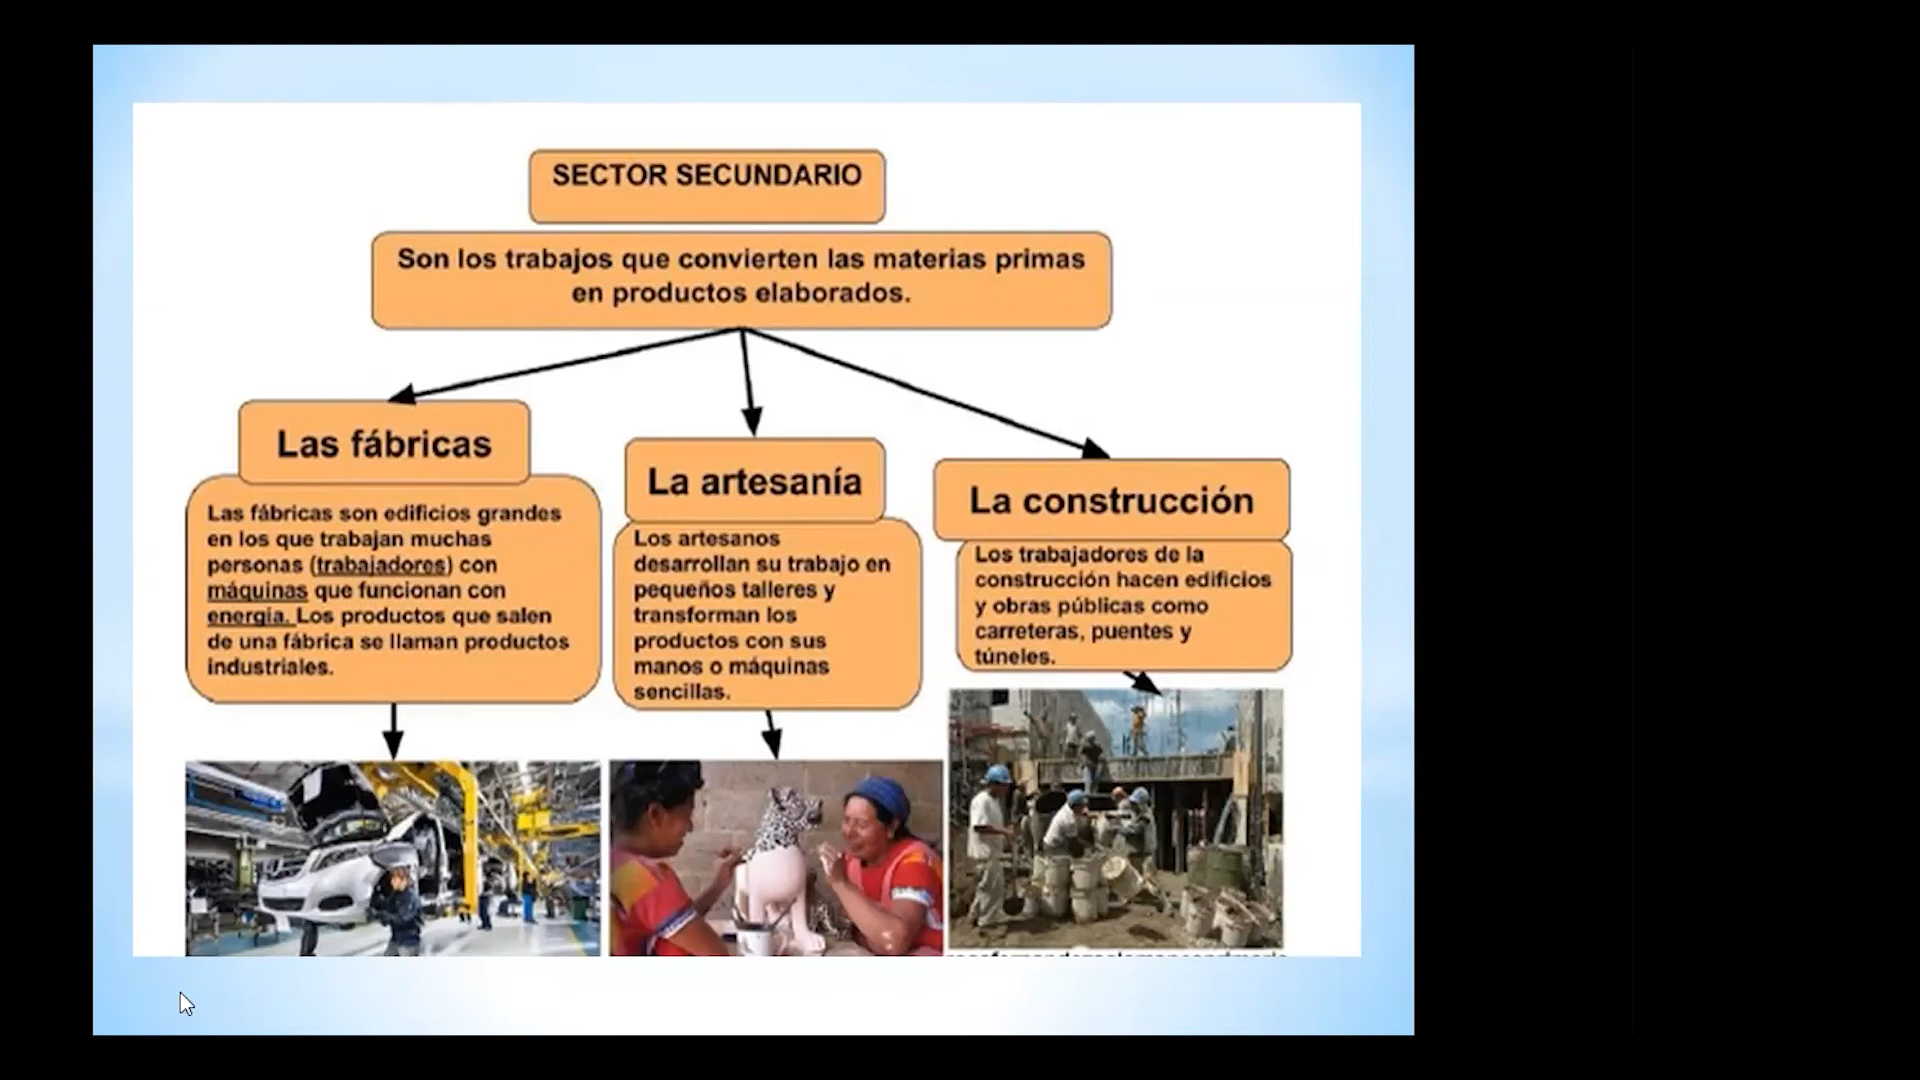 SECTOR SECUNDARIO
Son los trabajos que convierten las materias primas
en productos elaborados.
Las fábricas
Las fábricas son edificios grandes
en los que trabajan muchas
personas (trabajadores) con
máquinas que funcionan con
energía. Los productos que salen
de una fábrica se llaman productos
industriales.
La artesanía
Los artesanos
desarrollan su trabajo en
pequeños talleres y
transforman los
productos con sus
manos o máquinas
sencillas.
La construcción
Los trabajadores de la
construcción hacen edificios
y obras públicas como
carreteras, puentes y
túneles.